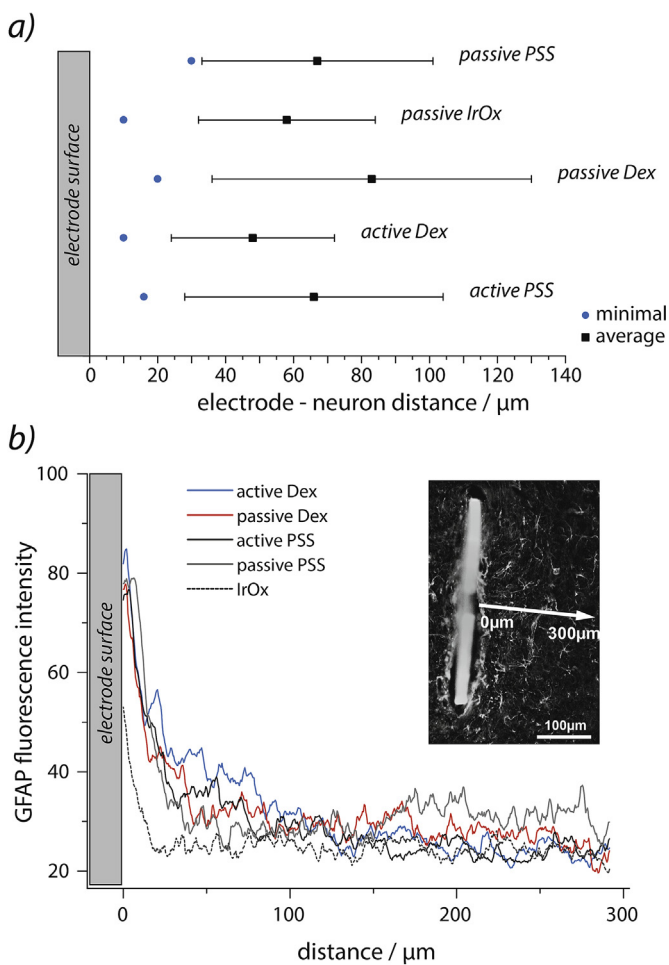 a)
electrode surface
passive PSS
passive IrOx
passive Dex
active Dex
active PSS
minimal
average
0 20 40 60 80 100 120 140
electrode - neuron distance / µm
b)
100
80
60
40
20
GFAP fluorescence intensity
electrode surface
active Dex
passive Dex
active PSS
passive PSS
IrOx
0µm
300µm
100µm
0 100 200 300
distance / µm